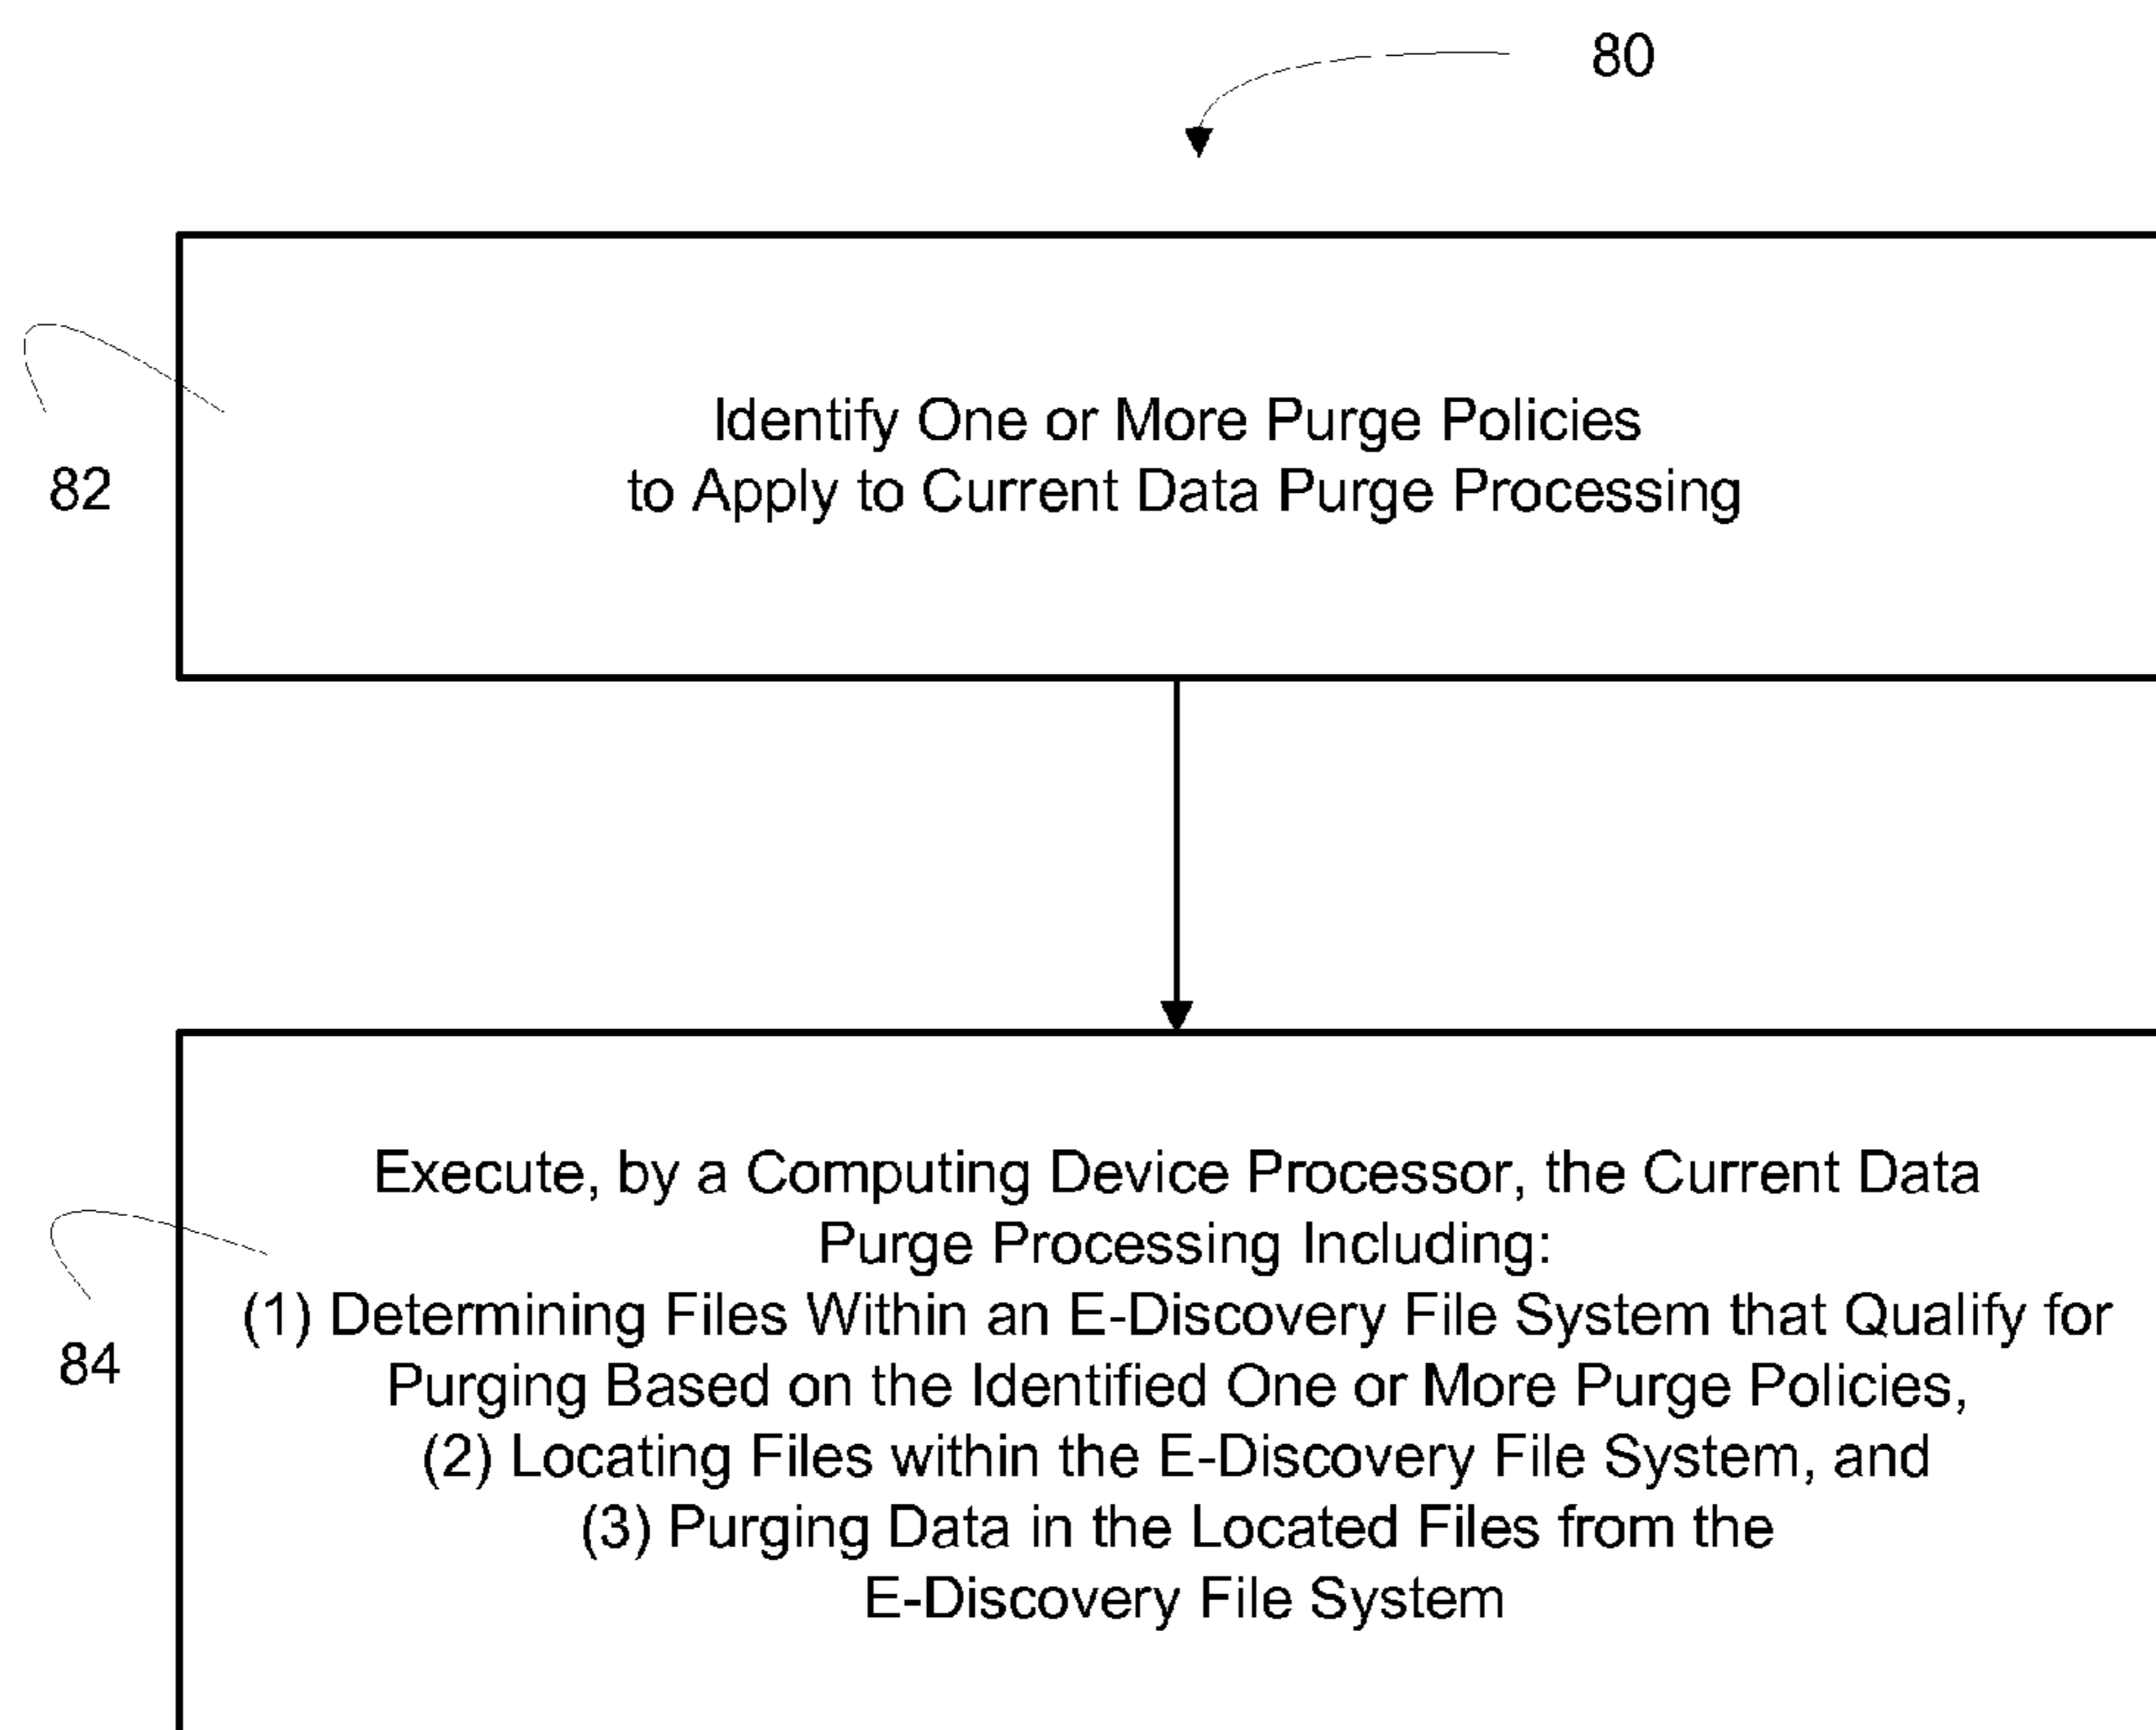 80
Identify One or More Purge Policies
to Apply to Current Data Purge Processing
82
Execute, by a Computing Device Processor, the Current Data
Purge Processing Including:
(1) Determining Files Within an E-Discovery File System that Qualify for
Purging Based on the Identified One or More Purge Policies,
(2) Locating Files within the E-Discovery File System, and
(3) Purging Data in the Located Files from the
E-Discovery File System
84